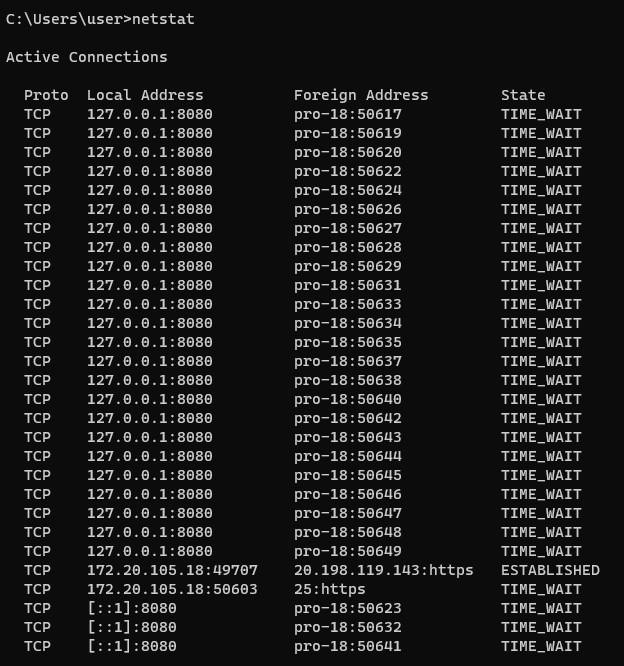 C:\Users\user>netstat
Active Connections
Proto  Local Address          Foreign Address        State
TCP    127.0.0.1:8080         pro-18:50617           TIME_WAIT
TCP    127.0.0.1:8080         pro-18:50619           TIME_WAIT
TCP    127.0.0.1:8080         pro-18:50620           TIME_WAIT
TCP    127.0.0.1:8080         pro-18:50622           TIME_WAIT
TCP    127.0.0.1:8080         pro-18:50624           TIME_WAIT
TCP    127.0.0.1:8080         pro-18:50626           TIME_WAIT
TCP    127.0.0.1:8080         pro-18:50627           TIME_WAIT
TCP    127.0.0.1:8080         pro-18:50628           TIME_WAIT
TCP    127.0.0.1:8080         pro-18:50629           TIME_WAIT
TCP    127.0.0.1:8080         pro-18:50631           TIME_WAIT
TCP    127.0.0.1:8080         pro-18:50633           TIME_WAIT
TCP    127.0.0.1:8080         pro-18:50634           TIME_WAIT
TCP    127.0.0.1:8080         pro-18:50635           TIME_WAIT
TCP    127.0.0.1:8080         pro-18:50637           TIME_WAIT
TCP    127.0.0.1:8080         pro-18:50638           TIME_WAIT
TCP    127.0.0.1:8080         pro-18:50640           TIME_WAIT
TCP    127.0.0.1:8080         pro-18:50642           TIME_WAIT
TCP    127.0.0.1:8080         pro-18:50643           TIME_WAIT
TCP    127.0.0.1:8080         pro-18:50644           TIME_WAIT
TCP    127.0.0.1:8080         pro-18:50645           TIME_WAIT
TCP    127.0.0.1:8080         pro-18:50646           TIME_WAIT
TCP    127.0.0.1:8080         pro-18:50647           TIME_WAIT
TCP    127.0.0.1:8080         pro-18:50648           TIME_WAIT
TCP    127.0.0.1:8080         pro-18:50649           TIME_WAIT
TCP    172.20.105.18:49707    20.198.119.143:https   ESTABLISHED
TCP    172.20.105.18:50603    25:https               TIME_WAIT
TCP    [::1]:8080             pro-18:50623           TIME_WAIT
TCP    [::1]:8080             pro-18:50632           TIME_WAIT
TCP    [::1]:8080             pro-18:50641           TIME_WAIT